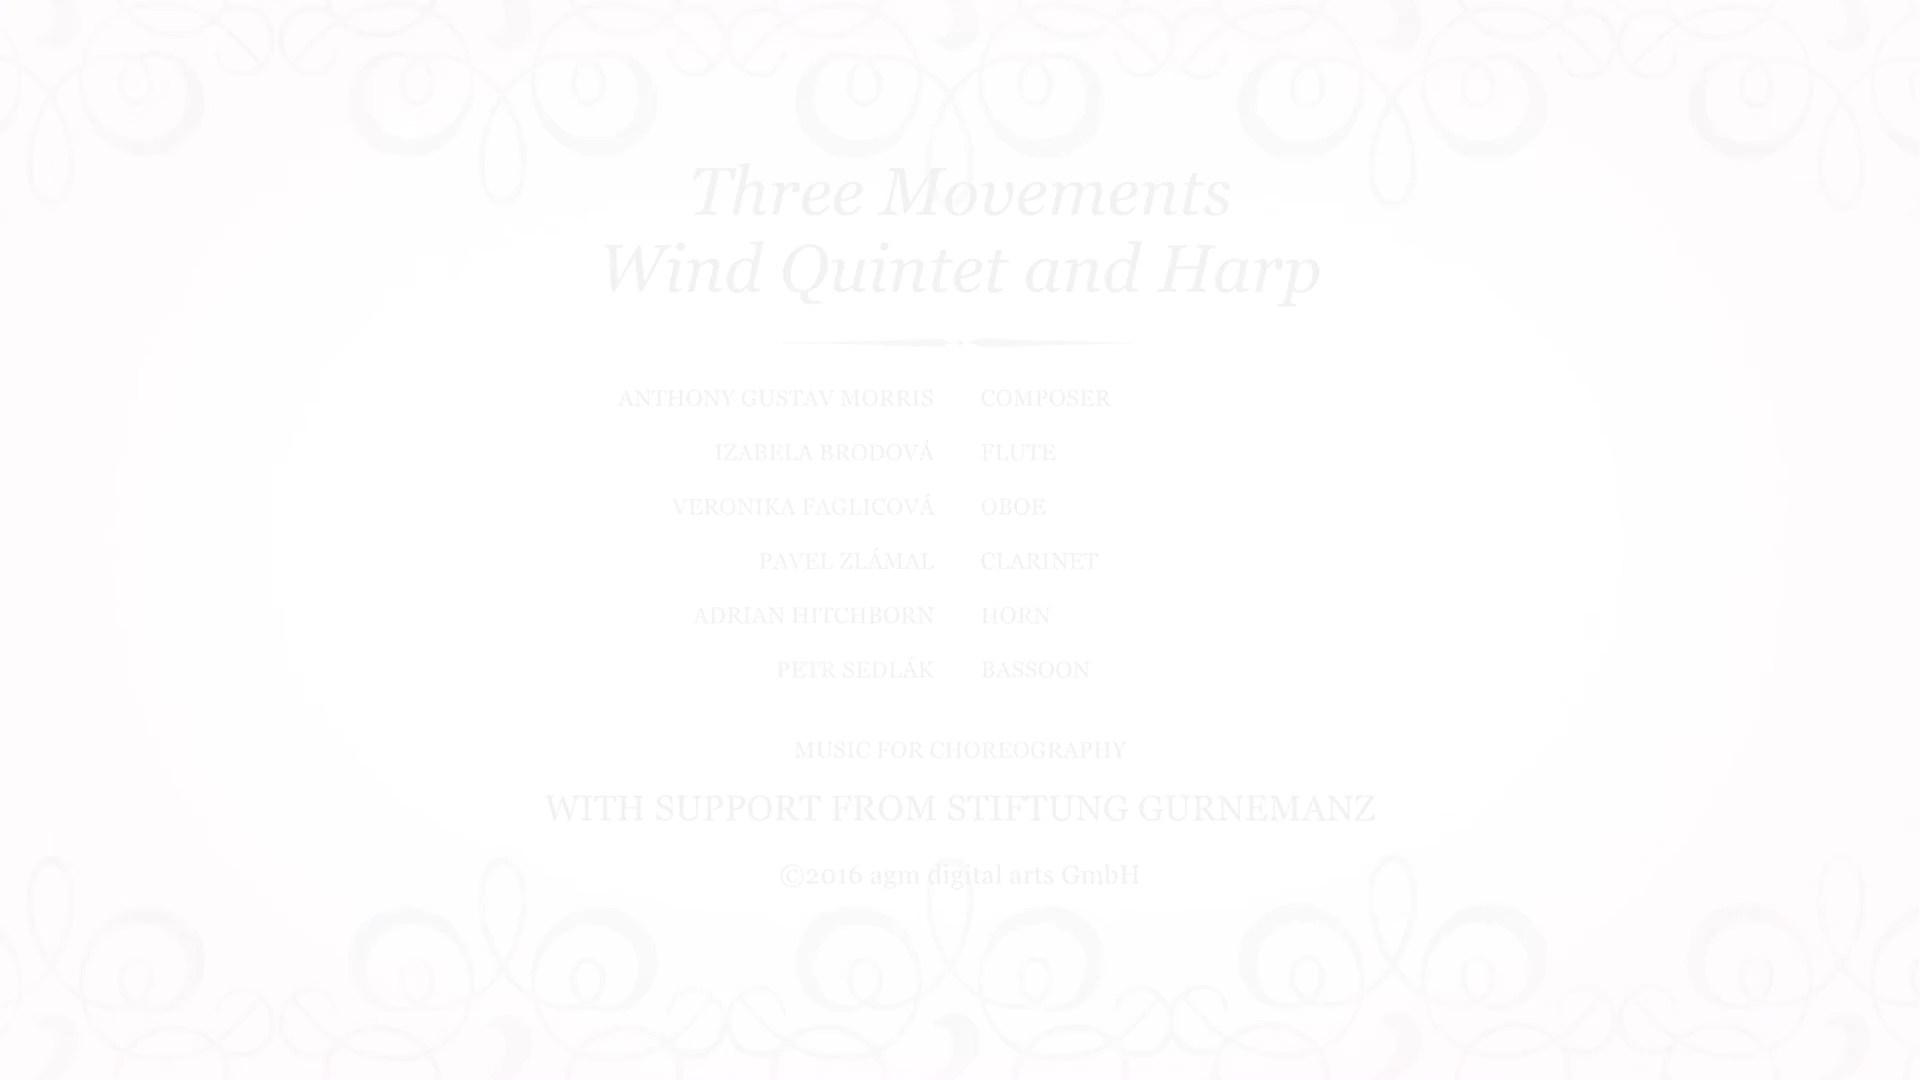 Three Movements
Wind Quintet and Harp
ANTHONY GUSTAV MORRIS COMPOSER
IZABELA BRODOVÁ FLUTE
VERONIKA FAGLICOVÁ OBOE
PAVEL ZLÁMAL CLARINET
ADRIAN HITCHBORN HORN
PETR SEDLÁK BASSOON
MUSIC FOR CHOREOGRAPHY
WITH SUPPORT FROM STIFTUNG GURNEMANZ
©2016 agm digital arts GmbH